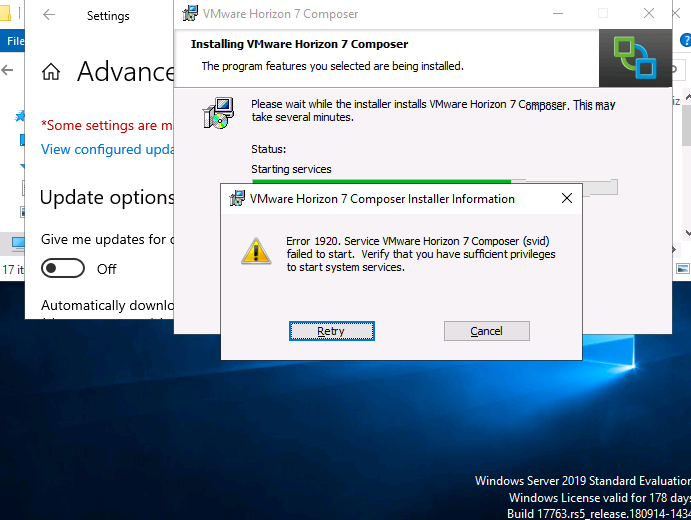 Settings
VMware Horizon 7 Composer
File
Installing VMware Horizon 7 Composer
The program features you selected are being installed.
Advance
*Some settings are m
View configured upda
Please wait while the installer installs VMware Horizon 7 Composer. This may
take several minutes.
Status:
Starting services
Update options
Give me updates for o
Off
Automatically downlo
17 it
VMware Horizon 7 Composer Installer Information
Error 1920. Service VMware Horizon 7 Composer (svid)
failed to start. Verify that you have sufficient privileges
to start system services.
Retry
Cancel
Windows Server 2019 Standard Evaluation
Windows License valid for 178 days
Build 17763.rs5_release.180914-1434